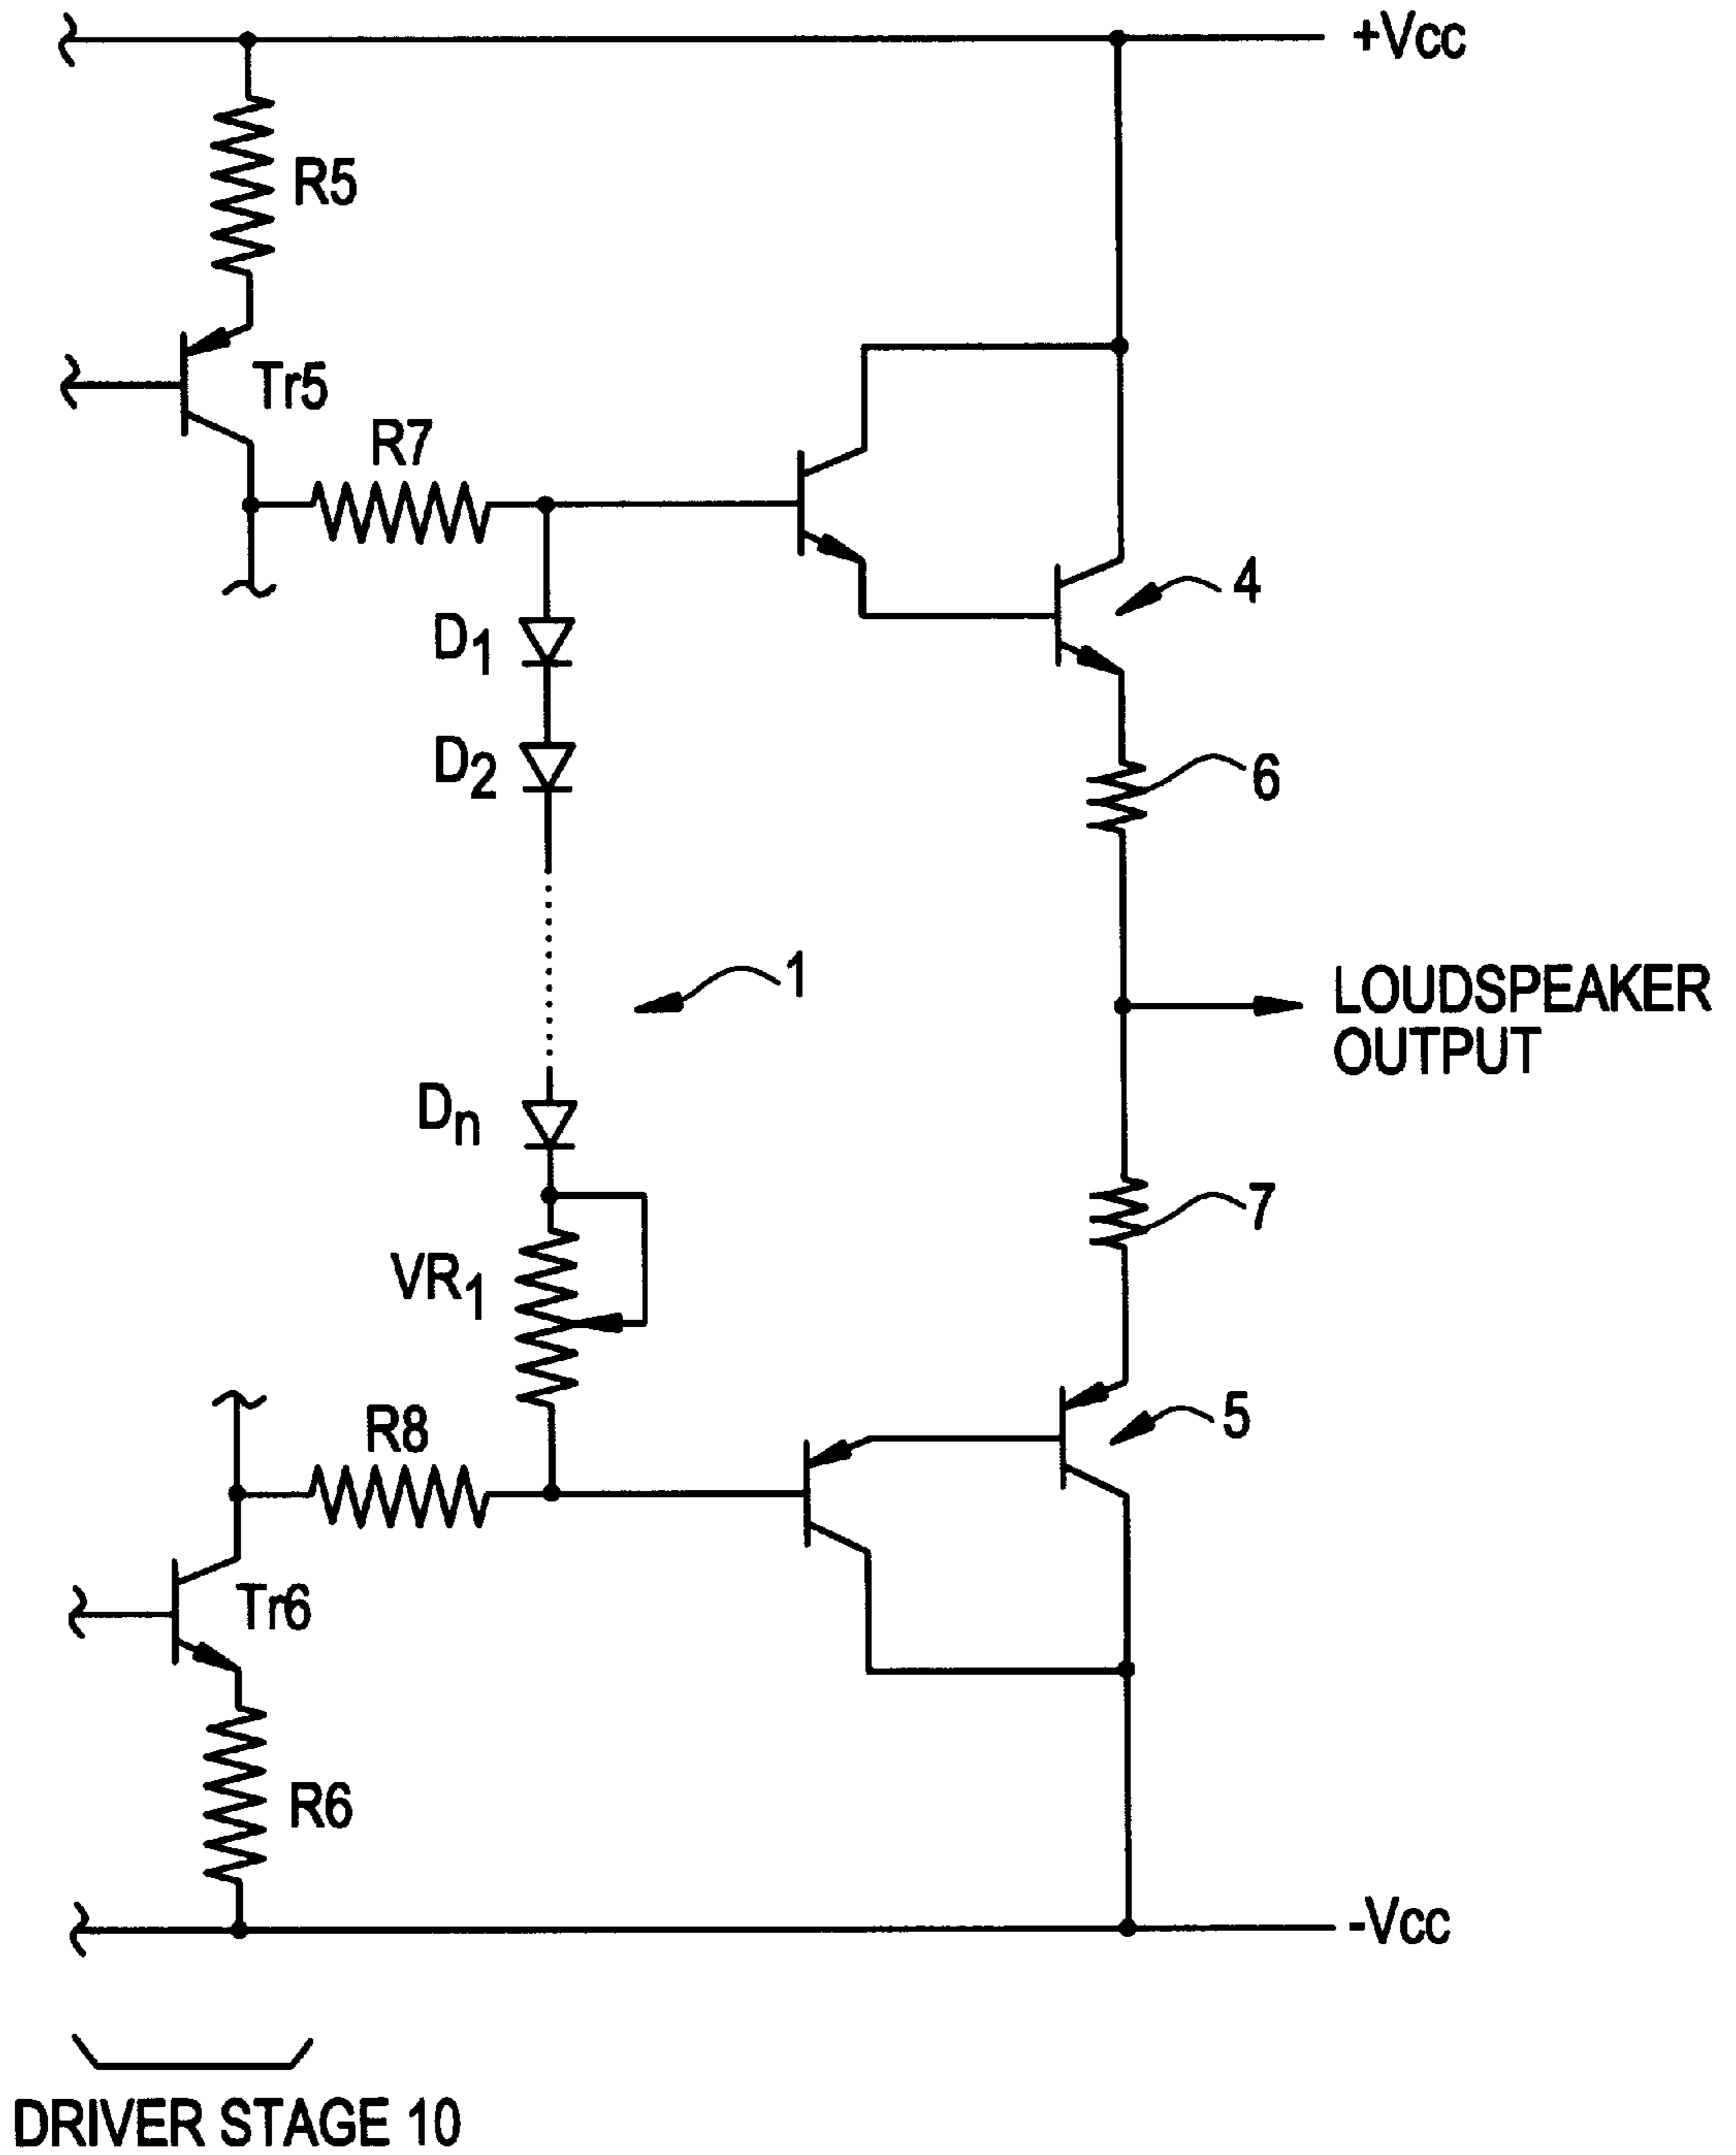 +Vcc
R5
Tr5
R7
4
D1
D2
6
1
LOUDSPEAKER
OUTPUT
Dn
7
VR1
5
R8
Tr6
R6
-Vcc
DRIVER STAGE 10